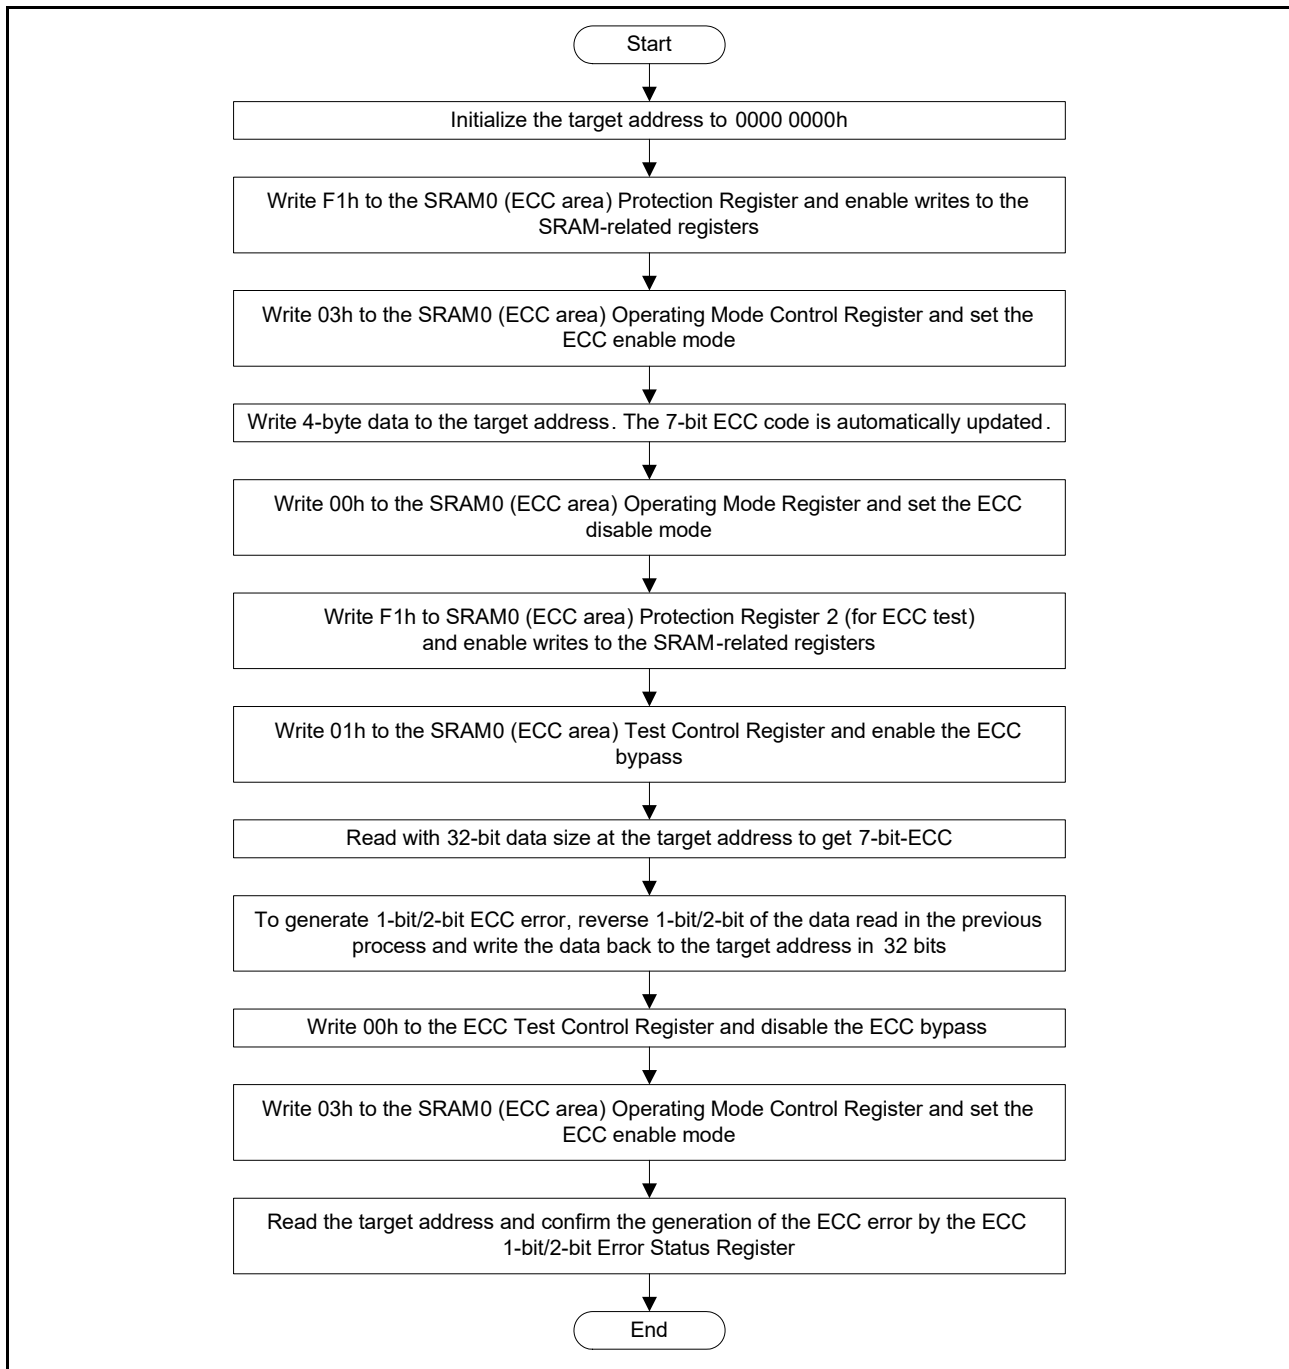 Start
Initialize the target address to 0000 0000h
Write F1h to the SRAM0 (ECC area) Protection Register and enable writes to the
SRAM-related registers
Write 03h to the SRAM0 (ECC area) Operating Mode Control Register and set the
ECC enable mode
Write 4-byte data to the target address. The 7-bit ECC code is automatically updated.
Write 00h to the SRAM0 (ECC area) Operating Mode Register and set the ECC
disable mode
Write F1h to SRAM0 (ECC area) Protection Register 2 (for ECC test)
and enable writes to the SRAM-related registers
Write 01h to the SRAM0 (ECC area) Test Control Register and enable the ECC
bypass
Read with 32-bit data size at the target address to get 7-bit-ECC
To generate 1-bit/2-bit ECC error, reverse 1-bit/2-bit of the data read in the previous
process and write the data back to the target address in 32 bits
Write 00h to the ECC Test Control Register and disable the ECC bypass
Write 03h to the SRAM0 (ECC area) Operating Mode Control Register and set the
ECC enable mode
Read the target address and confirm the generation of the ECC error by the ECC
1-bit/2-bit Error Status Register
End